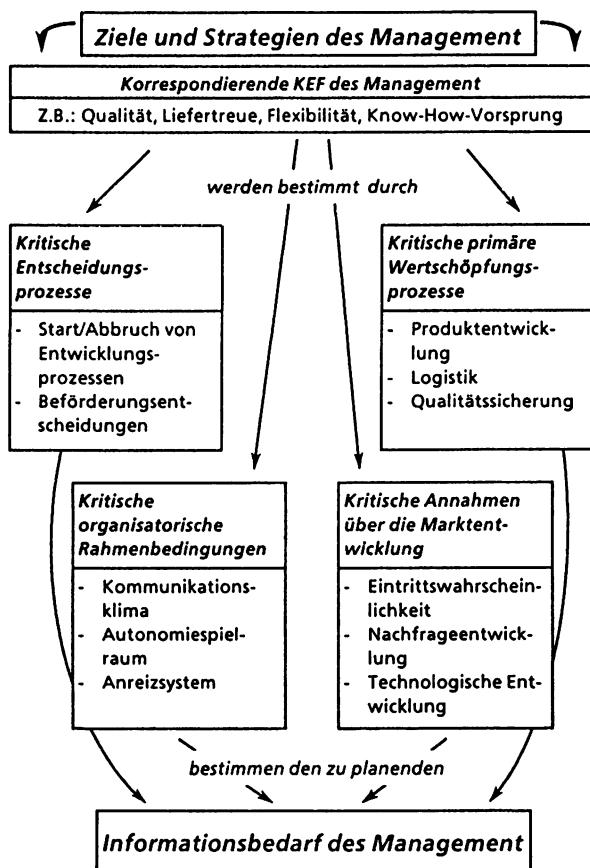 Ziele und Strategien des Management
Korrespondierende KEF des Management
Z.B.: Qualität, Liefertreue, Flexibilität, Know-How-Vorsprung
werden bestimmt durch
Kritische
Entscheidungs-
prozesse
- Start/Abbruch von
Entwicklungs-
prozessen
- Beförderungsent-
scheidungen
Kritische primäre
Wertschöpfungs-
prozesse
- Produktentwick-
lung
- Logistik
- Qualitätssicherung
Kritische
organisatorische
Rahmenbedingungen
- Kommunikations-
klima
- Autonomiespiel-
raum
- Anreizsystem
Kritische Annahmen
über die Marktent-
wicklung
- Eintrittswahrschein-
lichkeit
- Nachfrageentwick-
lung
- Technologische Ent-
wicklung
bestimmen den zu planenden
Informationsbedarf des Management